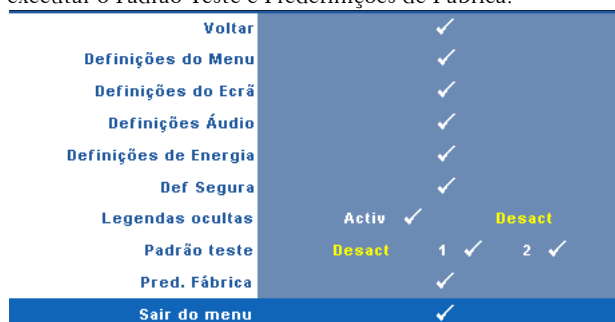 executar o Padrão Teste e Predefinições de Fábrica.
Voltar ✓
Definições do Menu ✓
Definições do Ecrã ✓
Definições Áudio ✓
Definições de Energia ✓
Def Segura ✓
Legendas ocultas Activ ✓ Desact
Padrão teste Desact 1 ✓ 2 ✓
Pred. Fábrica ✓
Sair do menu ✓